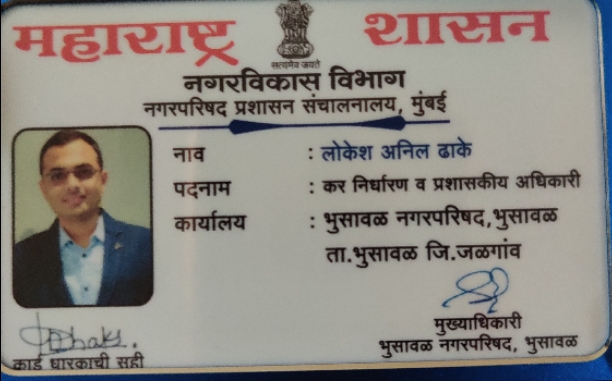 महाराष्ट्र शासन
सत्यमेव जयते
नगरविकास विभाग
नगरपरिषद प्रशासन संचालनालय, मुंबई
नाव : लोकेश अनिल ढाके
पदनाम : कर निर्धारण व प्रशासकीय अधिकारी
कार्यालय : भुसावळ नगरपरिषद,भुसावळ
ता.भुसावळ जि.जळगांव
मुख्याधिकारी
भुसावळ नगरपरिषद, भुसावळ
कार्ड धारकाची सही